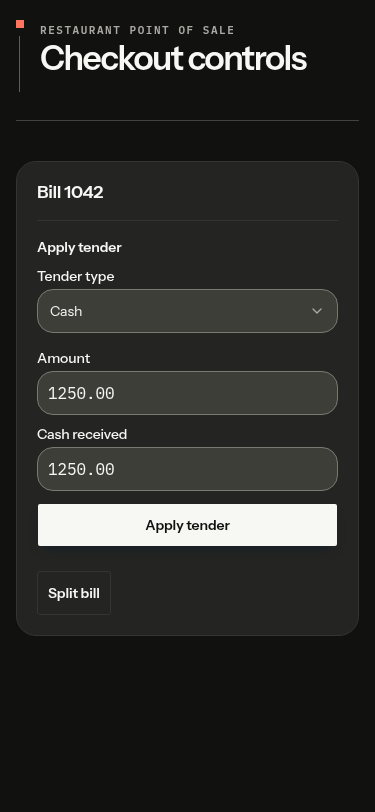 RESTAURANT POINT OF SALE
Checkout controls
Bill 1042
Apply tender
Tender type
Cash
Amount
1250.00
Cash received
1250.00
Apply tender
Split bill